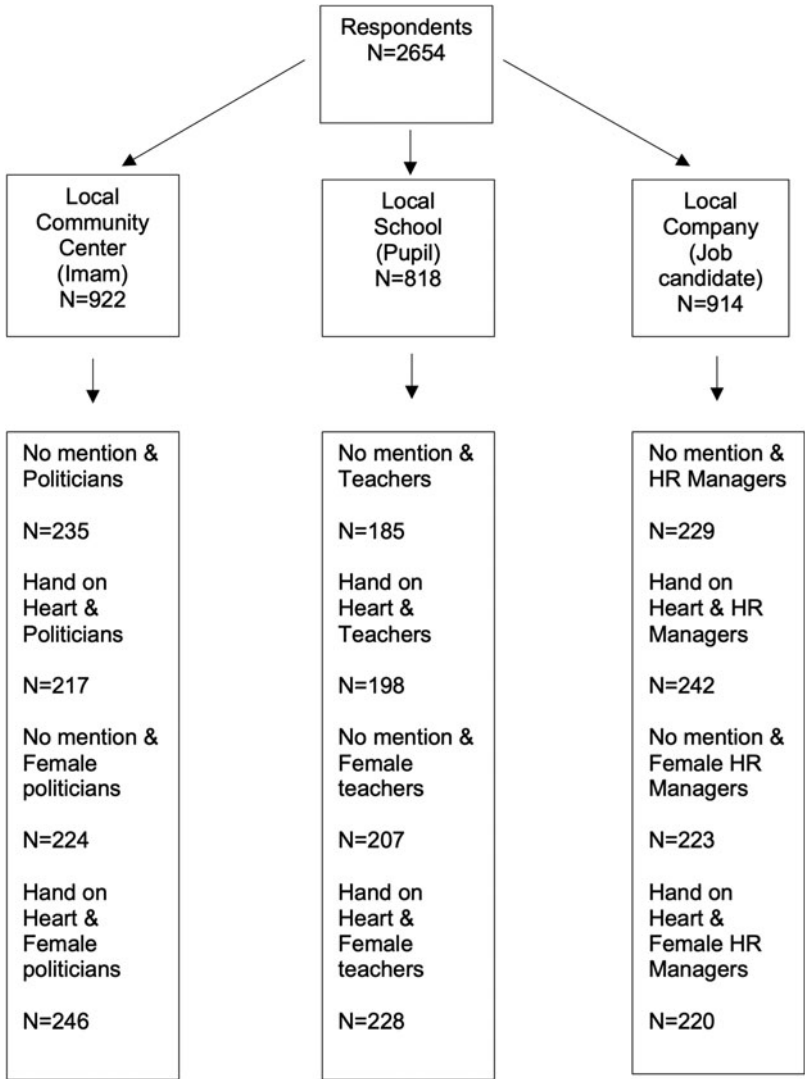 Respondents
N=2654
Local
Community
Center
(Imam)
N=922
Local
School
(Pupil)
N=818
Local
Company
(Job
candidate)
N=914
No mention &
Politicians
N=235
Hand on
Heart &
Politicians
N=217
No mention &
Female
politicians
N=224
Hand on
Heart &
Female
politicians
N=246
No mention &
Teachers
N=185
Hand on
Heart &
Teachers
N=198
No mention &
Female
teachers
N=207
Hand on
Heart &
Female
teachers
N=228
No mention &
HR Managers
N=229
Hand on
Heart & HR
Managers
N=242
No mention &
Female HR
Managers
N=223
Hand on
Heart &
Female HR
Managers
N=220